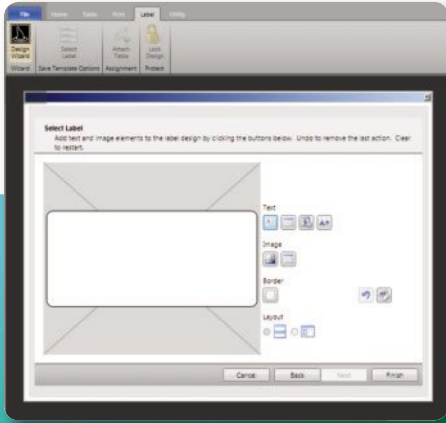 File Home Table Print Label Utility
Design Wizard
Select Label
Attach Table
Lock Design
Wizard Save Template Options Assignment Protect
Select Label
Add text and image elements to the label design by clicking the buttons below. Undo to remove the last action. Clear
to restart.
Text
Image
Border
Layout
Cancel Back Next Finish